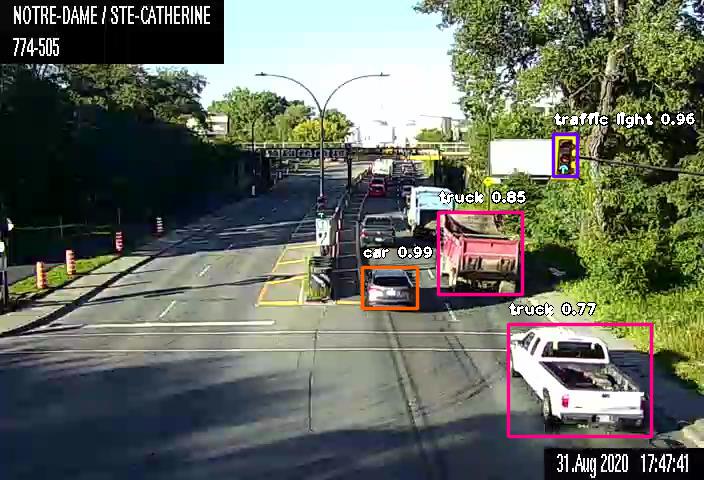 NOTRE-DAME / STE-CATHERINE
774-505
traffic light 0.96
truck 0.85
car 0.99
truck 0.77
31.Aug 2020 17:47:41